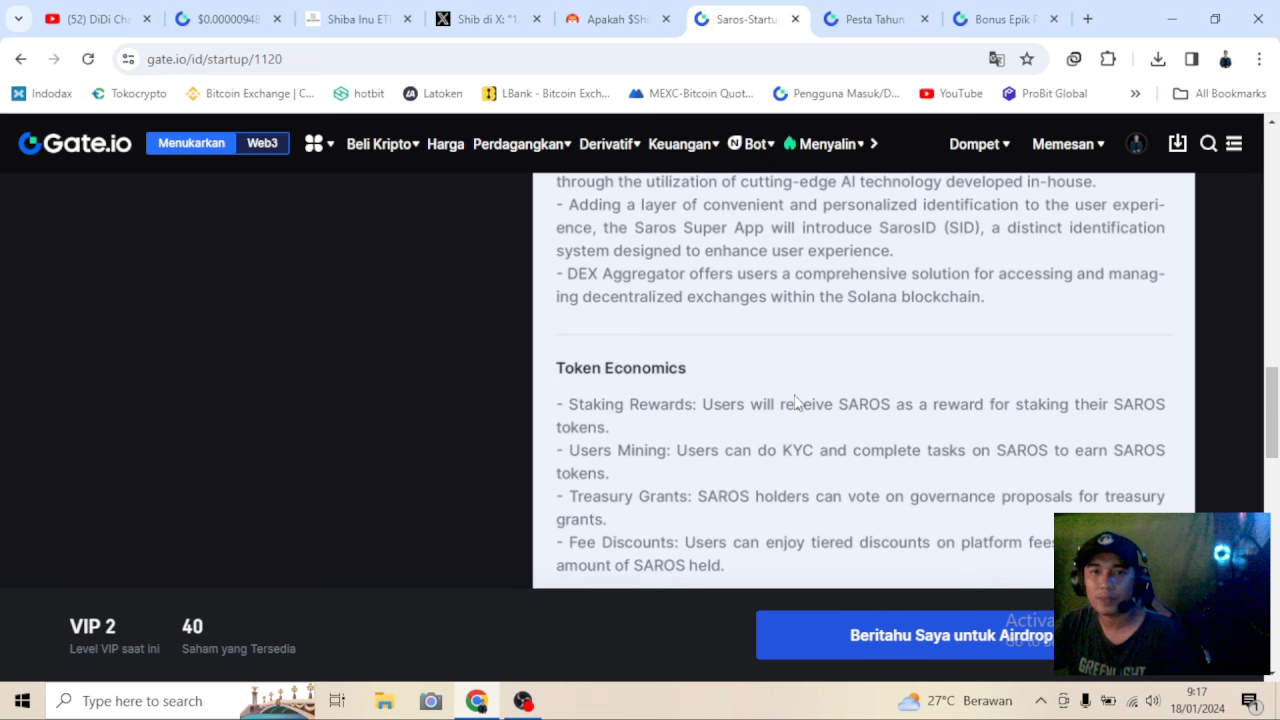 (52) DiDi Ch
$0.00000948
Shiba Inu ET
Shib di X: "1
Apakah $Shi
Saros-Startu
Pesta Tahun
Bonus Epik P
gate.io/id/startup/1120
Indodax
Tokocrypto
Bitcoin Exchange | C...
hotbit
Latoken
LBank - Bitcoin Exch...
MEXC-Bitcoin Quot...
Pengguna Masuk/D...
YouTube
ProBit Global
All Bookmarks
Gate.io
Menukarkan
Web3
Beli Kripto
Harga
Perdagangkan
Derivatif
Keuangan
Bot
Menyalin
Dompet
Memesan
through the utilization of cutting-edge AI technology developed in-house.
- Adding a layer of convenient and personalized identification to the user experi-
ence, the Saros Super App will introduce SarosID (SID), a distinct identification
system designed to enhance user experience.
- DEX Aggregator offers users a comprehensive solution for accessing and manag-
ing decentralized exchanges within the Solana blockchain.
Token Economics
- Staking Rewards: Users will receive SAROS as a reward for staking their SAROS
tokens.
- Users Mining: Users can do KYC and complete tasks on SAROS to earn SAROS
tokens.
- Treasury Grants: SAROS holders can vote on governance proposals for treasury
grants.
- Fee Discounts: Users can enjoy tiered discounts on platform fees
amount of SAROS held.
VIP 2
Level VIP saat ini
40
Saham yang Tersedia
Beritahu Saya untuk Airdrop
Activa
GREENLIGHT
Type here to search
27°C Berawan
9:17
18/01/2024